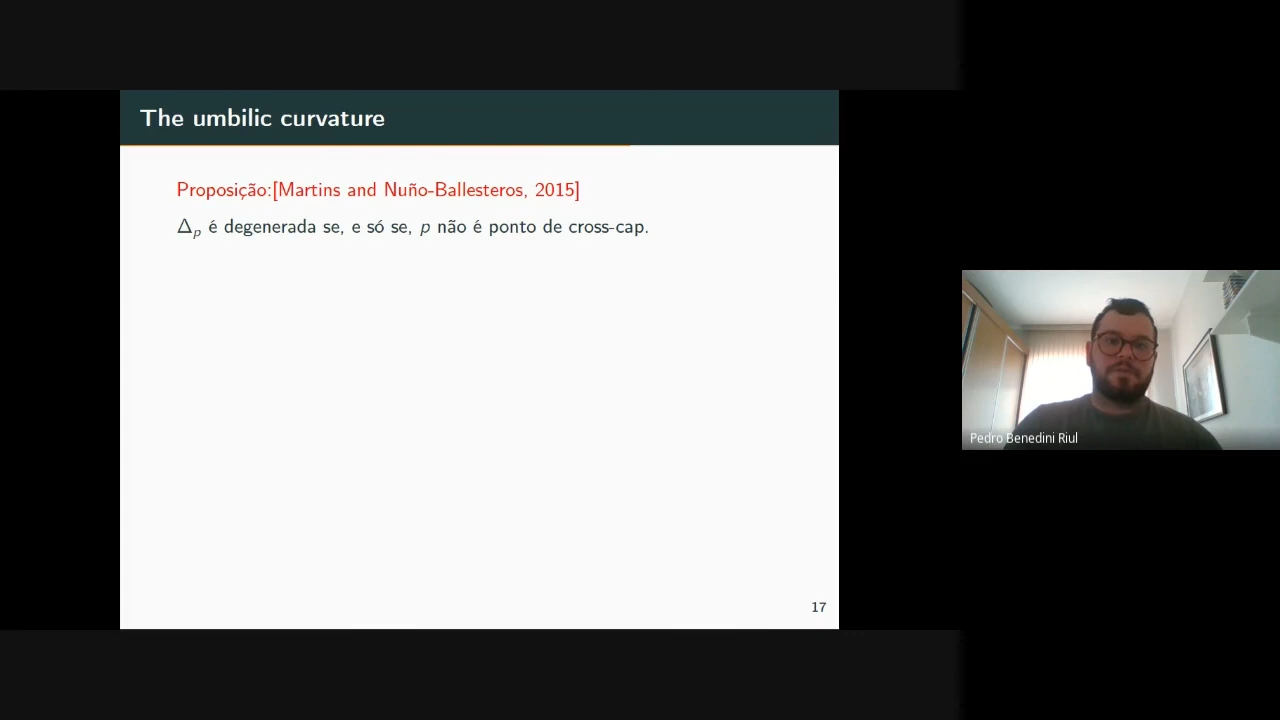 The umbilic curvature
Proposição:[Martins and Nuño-Ballesteros, 2015]
Δp é degenerada se, e só se, p não é ponto de cross-cap.
Pedro Benedini Riul
17